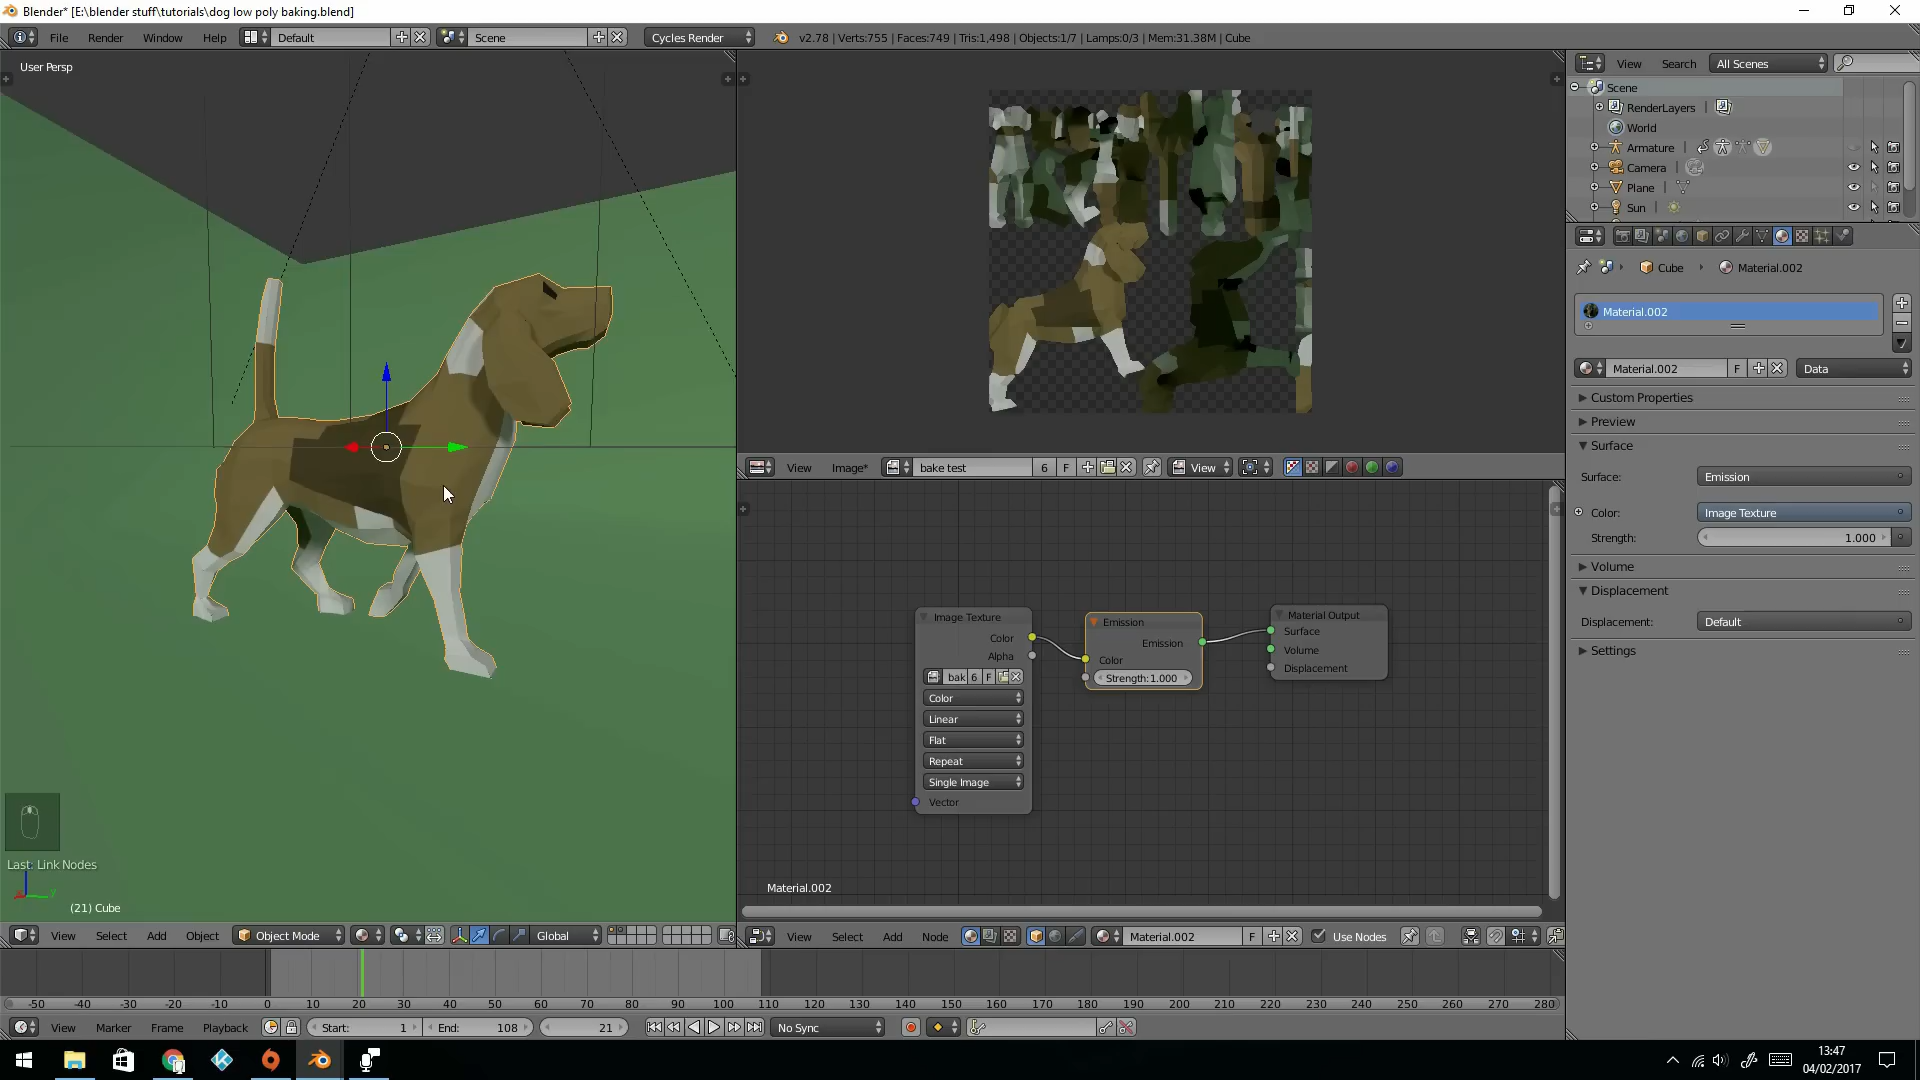 Blender* [E:\blender stuff\tutorials\dog low poly baking.blend]
File Render Window Help Default Scene Cycles Render v2.78 | Verts:755 | Faces:749 | Tris:1,498 | Objects:1/7 | Lamps:0/3 | Mem:31.38M | Cube
User Persp
View Search All Scenes
Scene
RenderLayers
World
Armature
Camera
Plane
Sun
Cube Material.002
Material.002
Material.002 F Data
Custom Properties
Preview
Surface
Surface: Emission
Color: Image Texture
Strength: 1.000
Volume
Displacement
Displacement: Default
Settings
View Image* bake test 6 F View
Image Texture
Color
Alpha
bak 6 F
Color
Linear
Flat
Repeat
Single Image
Vector
Emission
Emission
Color
Strength:1.000
Material Output
Surface
Volume
Displacement
Material.002
Last: Link Nodes
(21) Cube
View Select Add Object Object Mode Global
View Select Add Node Material.002 F Use Nodes
-50 -40 -30 -20 -10 0 10 20 30 40 50 60 70 80 90 100 110 120 130 140 150 160 170 180 190 200 210 220 230 240 250 260 270 280
View Marker Frame Playback Start: 1 End: 108 21 No Sync
13:47
04/02/2017